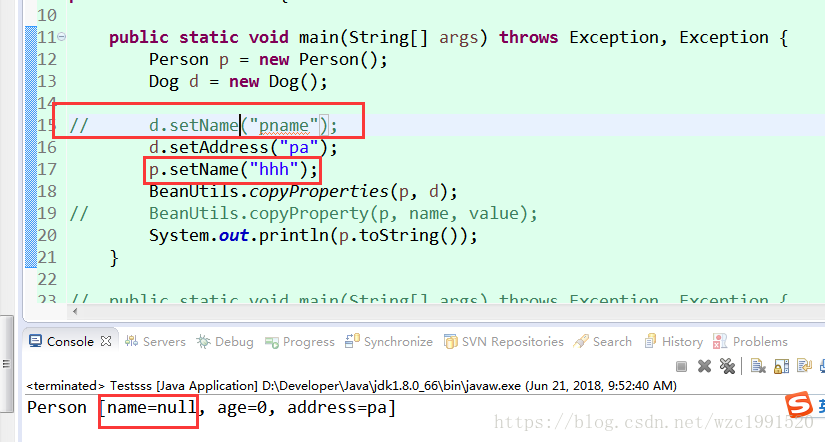 10
11 public static void main(String[] args) throws Exception, Exception {
12 Person p = new Person();
13 Dog d = new Dog();
14
15 // d.setName("pname");
16 d.setAddress("pa");
17 p.setName("hhh");
18 BeanUtils.copyProperties(p, d);
19 // BeanUtils.copyProperty(p, name, value);
20 System.out.println(p.toString());
21 }
22
23 // public static void main(String[] args) throws Exception, Exception {
Console Servers Debug Progress Synchronize SVN Repositories Search History Problems
<terminated> Testsss [Java Application] D:\Developer\Java\jdk1.8.0_66\bin\javaw.exe (Jun 21, 2018, 9:52:40 AM)
Person [name=null, age=0, address=pa]
https://blog.csdn.net/wzc1991520